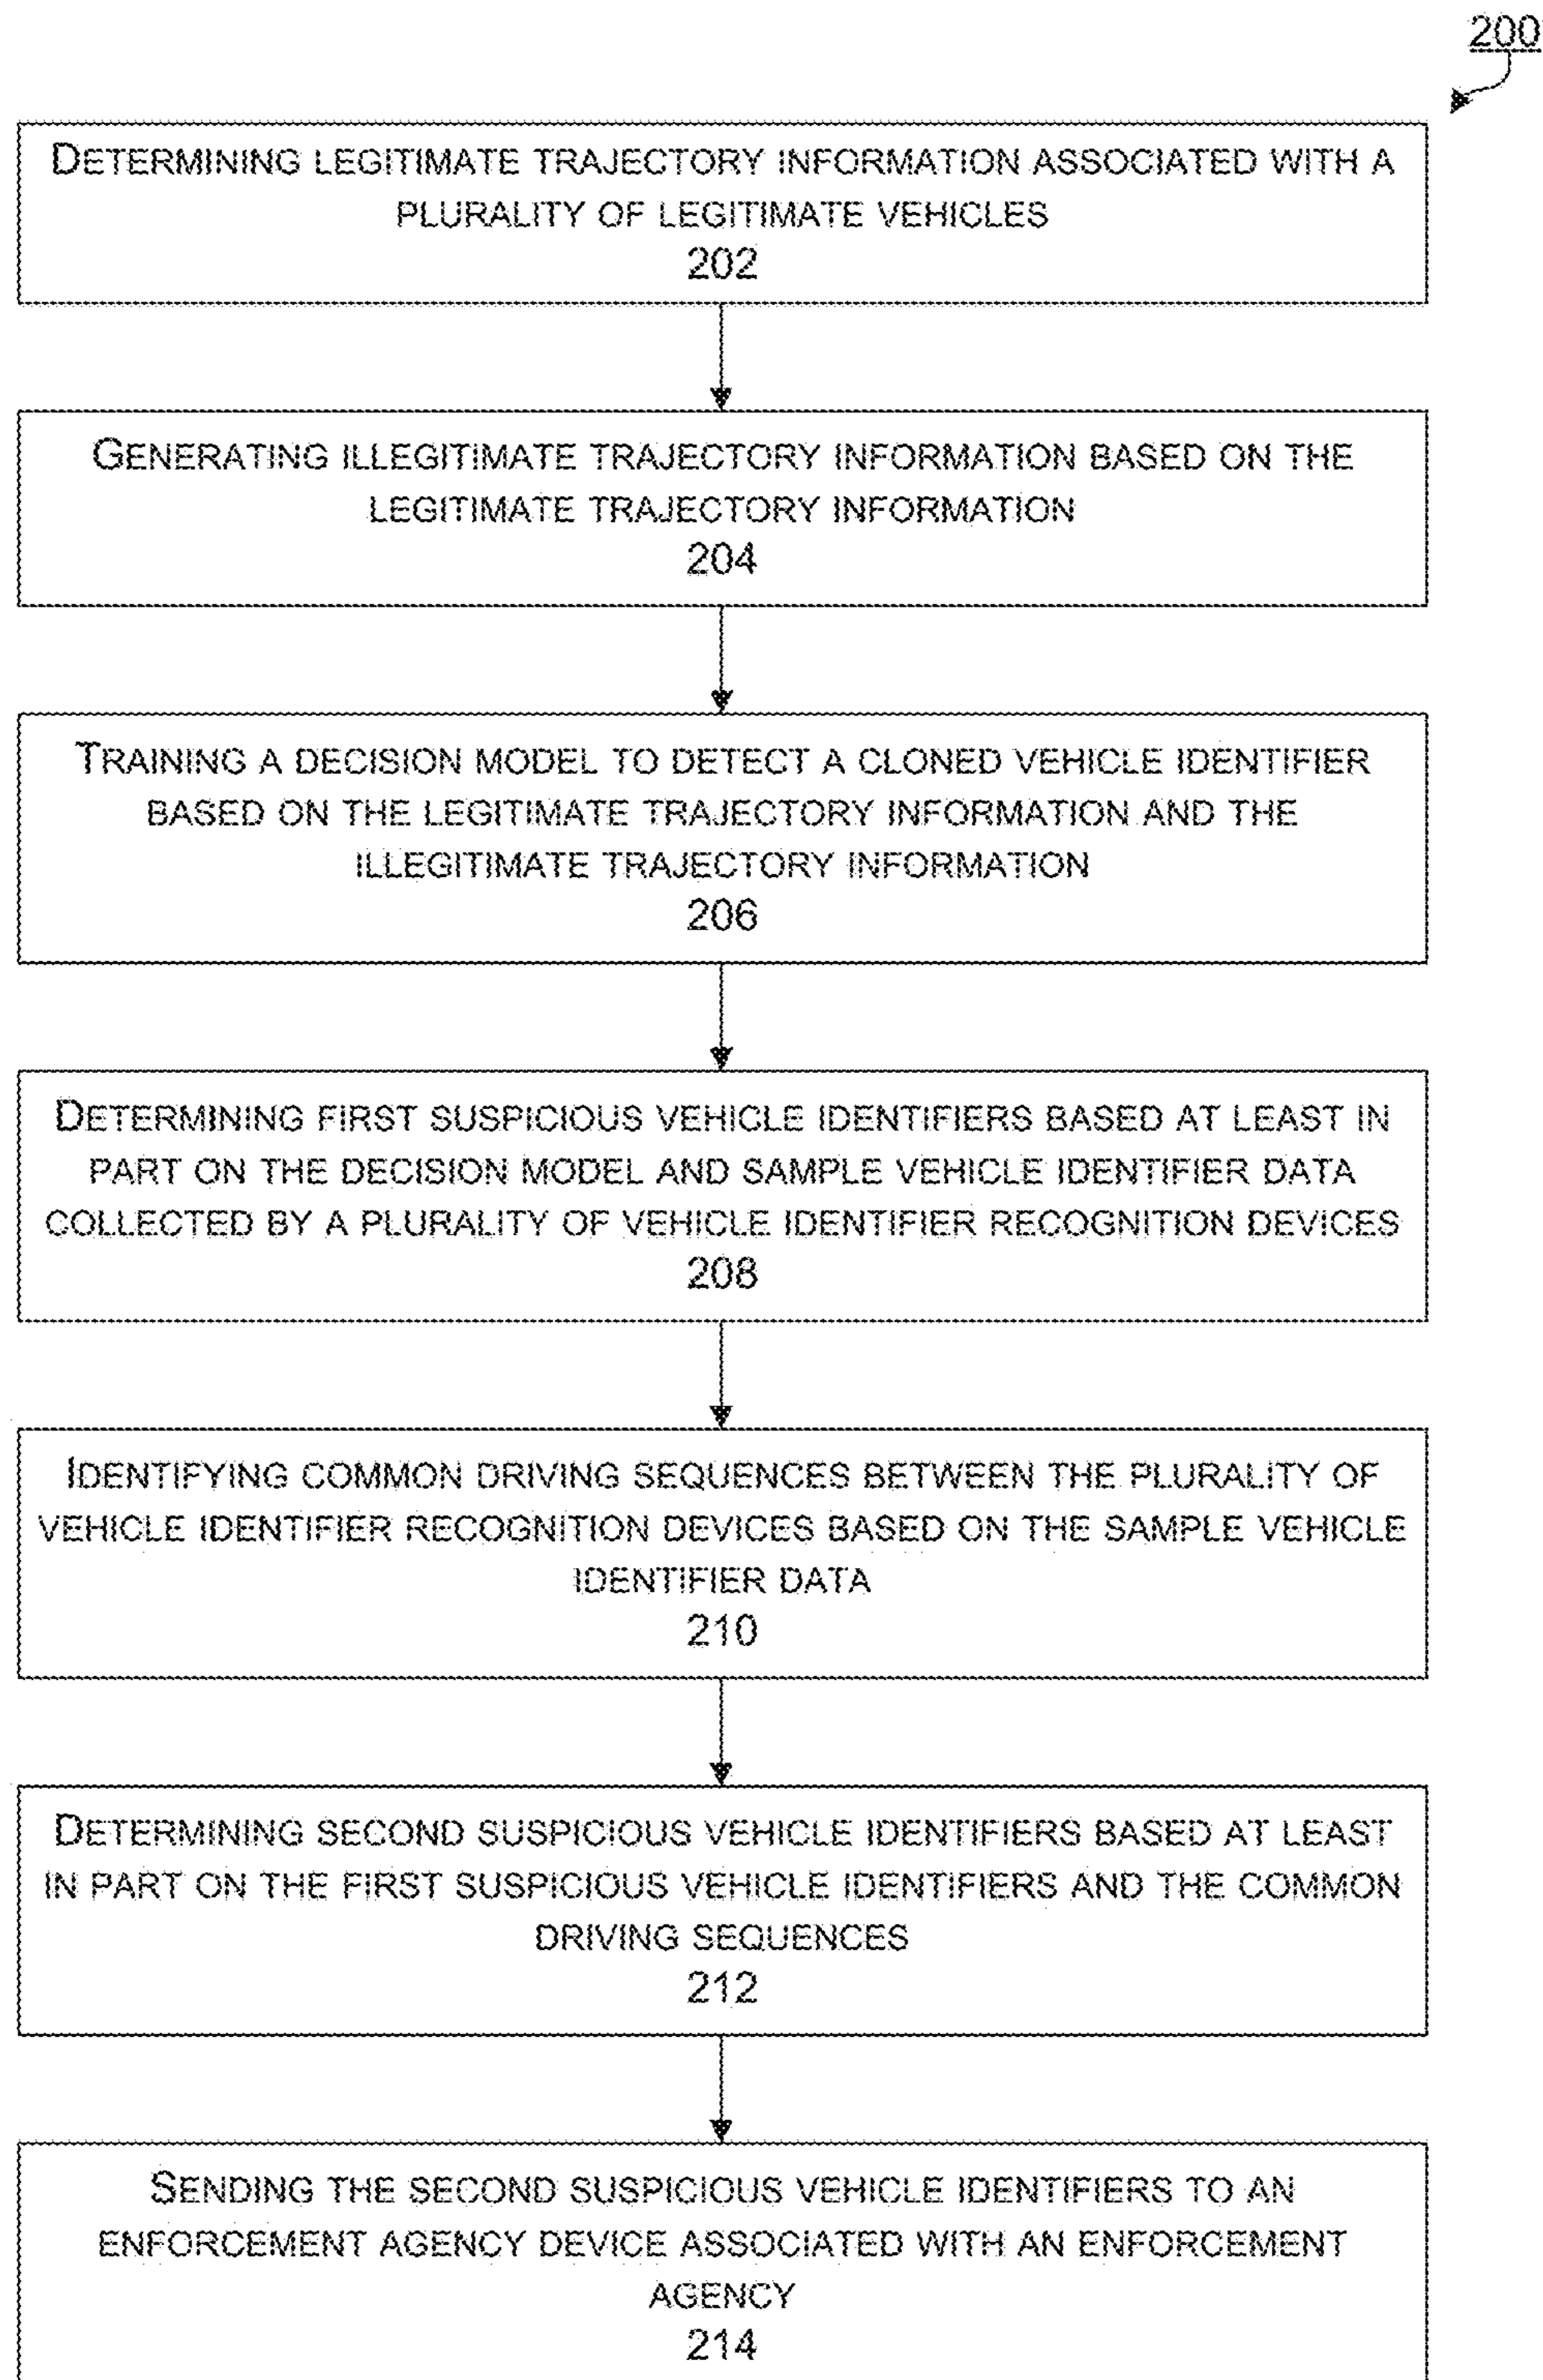 200
DETERMINING LEGITIMATE TRAJECTORY INFORMATION ASSOCIATED WITH A
PLURALITY OF LEGITIMATE VEHICLES
202
GENERATING ILLEGITIMATE TRAJECTORY INFORMATION BASED ON THE
LEGITIMATE TRAJECTORY INFORMATION
204
TRAINING A DECISION MODEL TO DETECT A CLONED VEHICLE IDENTIFIER
BASED ON THE LEGITIMATE TRAJECTORY INFORMATION AND THE
ILLEGITIMATE TRAJECTORY INFORMATION
206
DETERMINING FIRST SUSPICIOUS VEHICLE IDENTIFIERS BASED AT LEAST IN
PART ON THE DECISION MODEL AND SAMPLE VEHICLE IDENTIFIER DATA
COLLECTED BY A PLURALITY OF VEHICLE IDENTIFIER RECOGNITION DEVICES
208
IDENTIFYING COMMON DRIVING SEQUENCES BETWEEN THE PLURALITY OF
VEHICLE IDENTIFIER RECOGNITION DEVICES BASED ON THE SAMPLE VEHICLE
IDENTIFIER DATA
210
DETERMINING SECOND SUSPICIOUS VEHICLE IDENTIFIERS BASED AT LEAST
IN PART ON THE FIRST SUSPICIOUS VEHICLE IDENTIFIERS AND THE COMMON
DRIVING SEQUENCES
212
SENDING THE SECOND SUSPICIOUS VEHICLE IDENTIFIERS TO AN
ENFORCEMENT AGENCY DEVICE ASSOCIATED WITH AN ENFORCEMENT
AGENCY
214